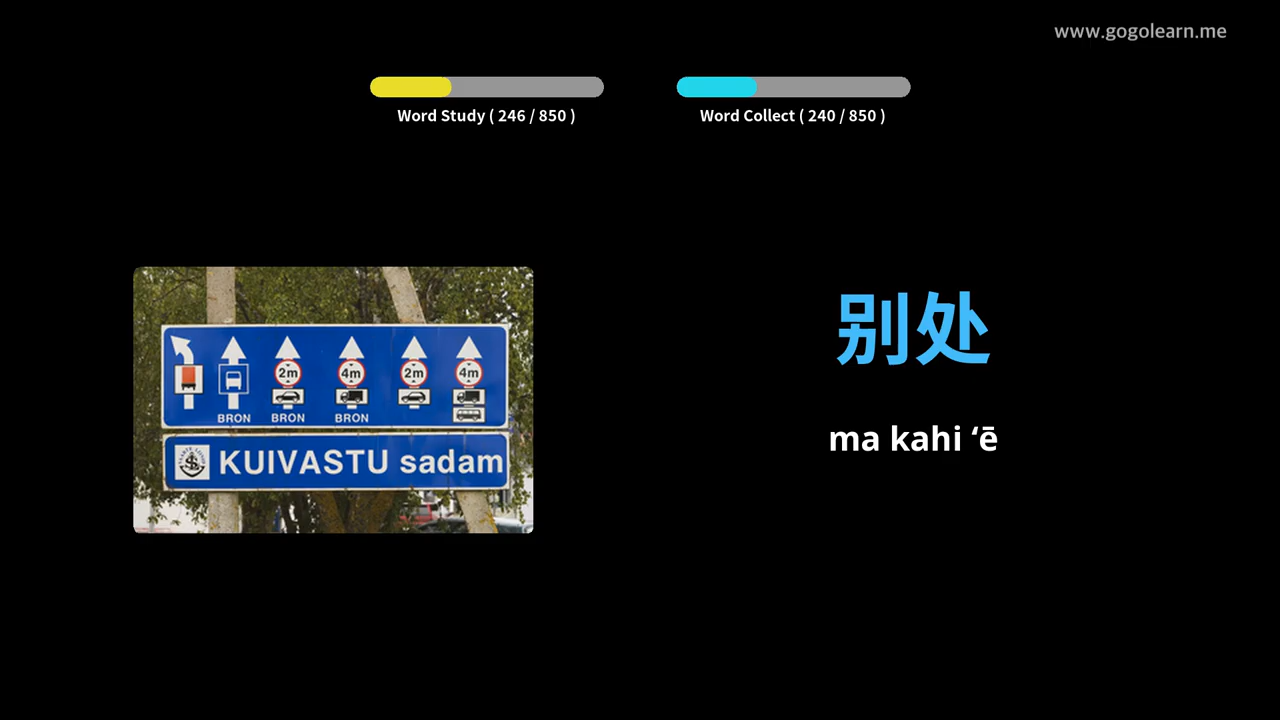 www.gogolearn.me
Word Study ( 246 / 850 )
Word Collect ( 240 / 850 )
2m 4m 2m 4m
BRON BRON BRON
KUIVASTU sadam
别处
ma kahi ʻē